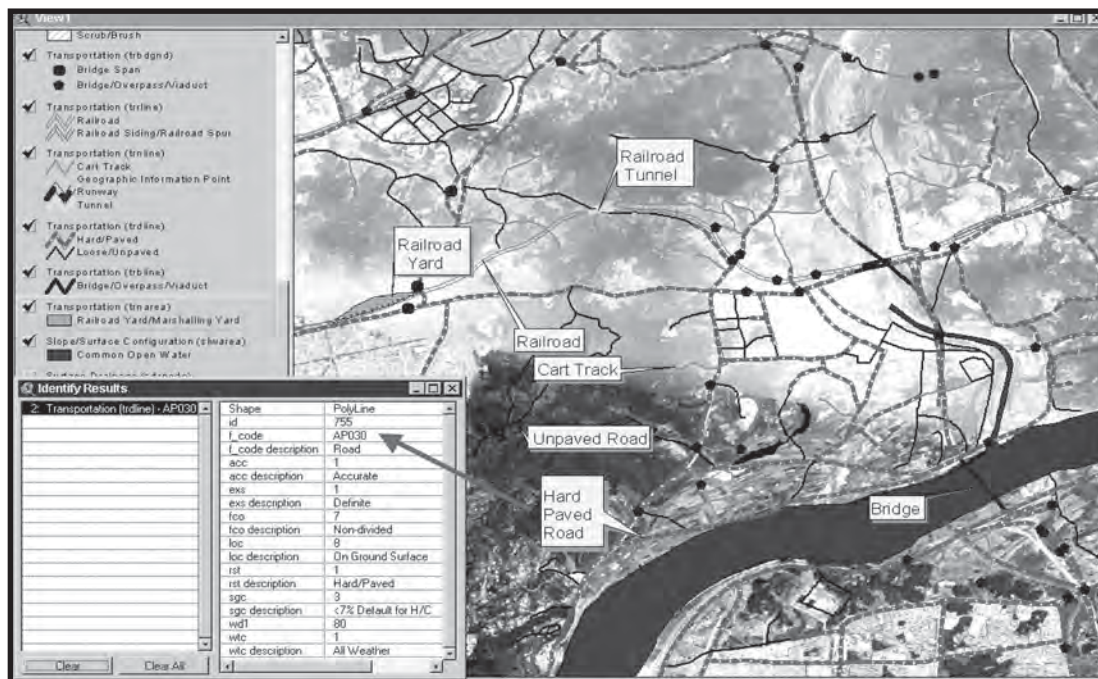 View1
Scrub/Brush
Transportation (trbdgnd)
Bridge Span
Bridge/Overpass/Viaduct
Transportation (trrline)
Railroad
Railroad Siding/Railroad Spur
Transportation (trnline)
Cart Track
Geographic Information Point
Runway
Tunnel
Transportation (trdline)
Hard/Paved
Loose/Unpaved
Transportation (trbline)
Bridge/Overpass/Viaduct
Transportation (trnarea)
Railroad Yard/Marshalling Yard
Slope/Surface Configuration (slwarea)
Common Open Water
Railroad
Tunnel
Railroad
Yard
Railroad
Cart Track
Unpaved Road
Hard
Paved
Road
Bridge
Identify Results
2: Transportation (trdline) - AP030
Shape PolyLine
id 755
f_code AP030
f_code description Road
acc 1
acc description Accurate
exs 1
exs description Definite
fco 7
fco description Non-divided
loc 8
loc description On Ground Surface
rst 1
rst description Hard/Paved
sgc 3
sgc description <7% Default for H/C
wd1 80
wtc 1
wtc description All Weather
Clear Clear All